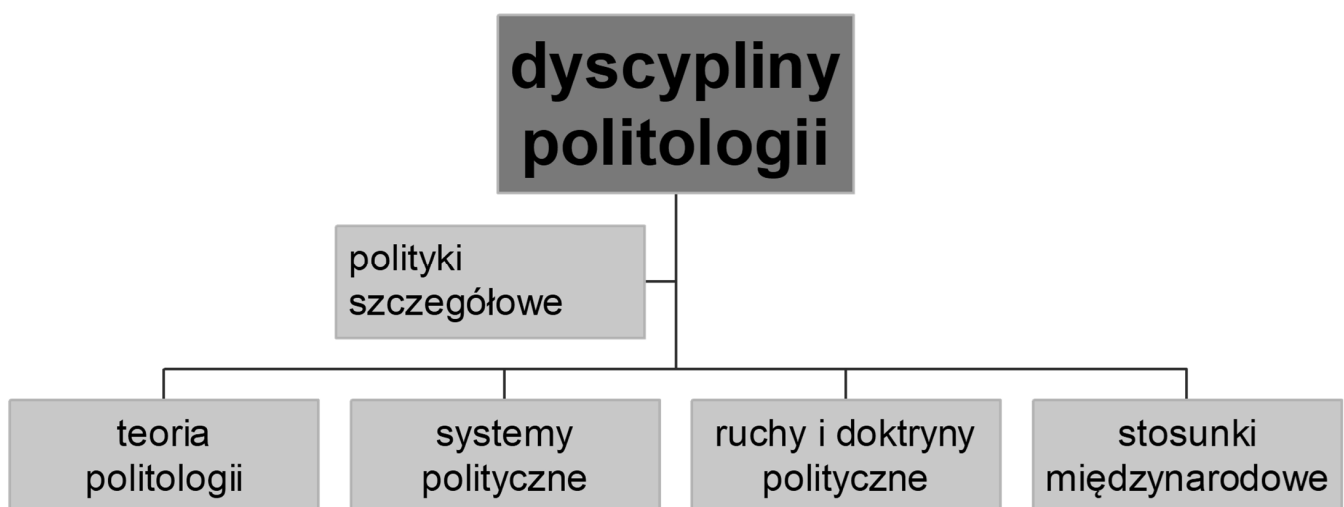 dyscypliny
politologii
polityki
szczegółowe
teoria
politologii
systemy
polityczne
ruchy i doktryny
polityczne
stosunki
międzynarodowe